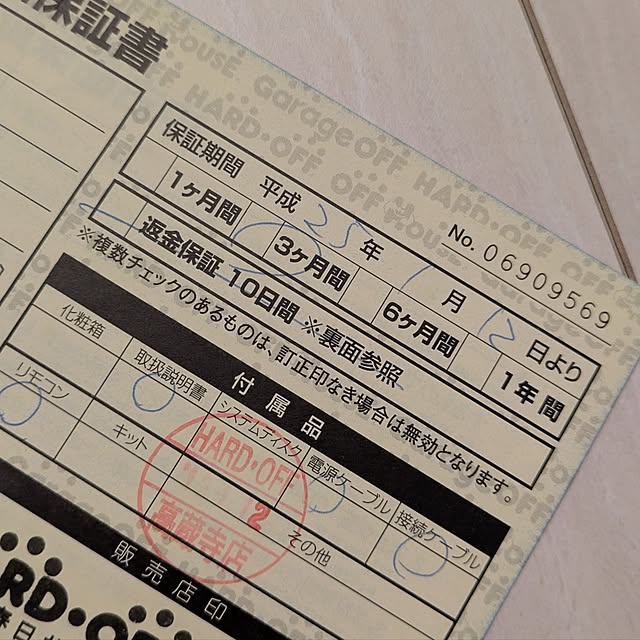 保証書
No. 06909569
保証期間 平成 25 年 1 月 12 日より
1ヶ月間 3ヶ月間 6ヶ月間 1年間
返金保証 10日間 ※裏面参照
※複数チェックのあるものは、訂正印なき場合は無効となります。
付属品
化粧箱 取扱説明書 システムディスク 電源ケーブル 接続ケーブル
リモコン キット その他
HARD・OFF
2
高蔵寺店
販売店印
HARD・OFF
GarageOFF HARD・OFF
HARD・OFF OFF HOUSE